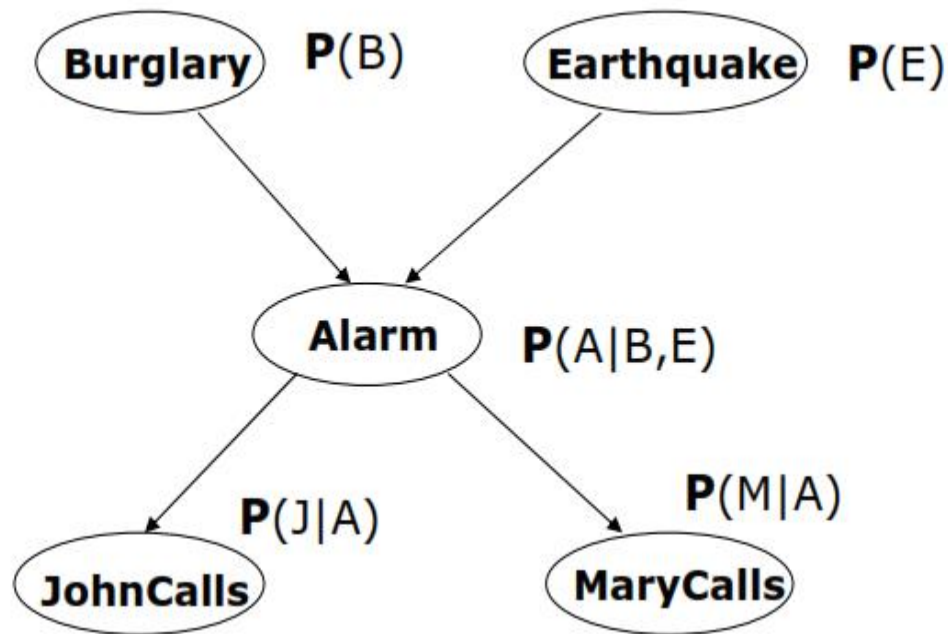 Burglary
P(B)
Earthquake
P(E)
Alarm
P(A|B,E)
P(J|A)
P(M|A)
JohnCalls
MaryCalls